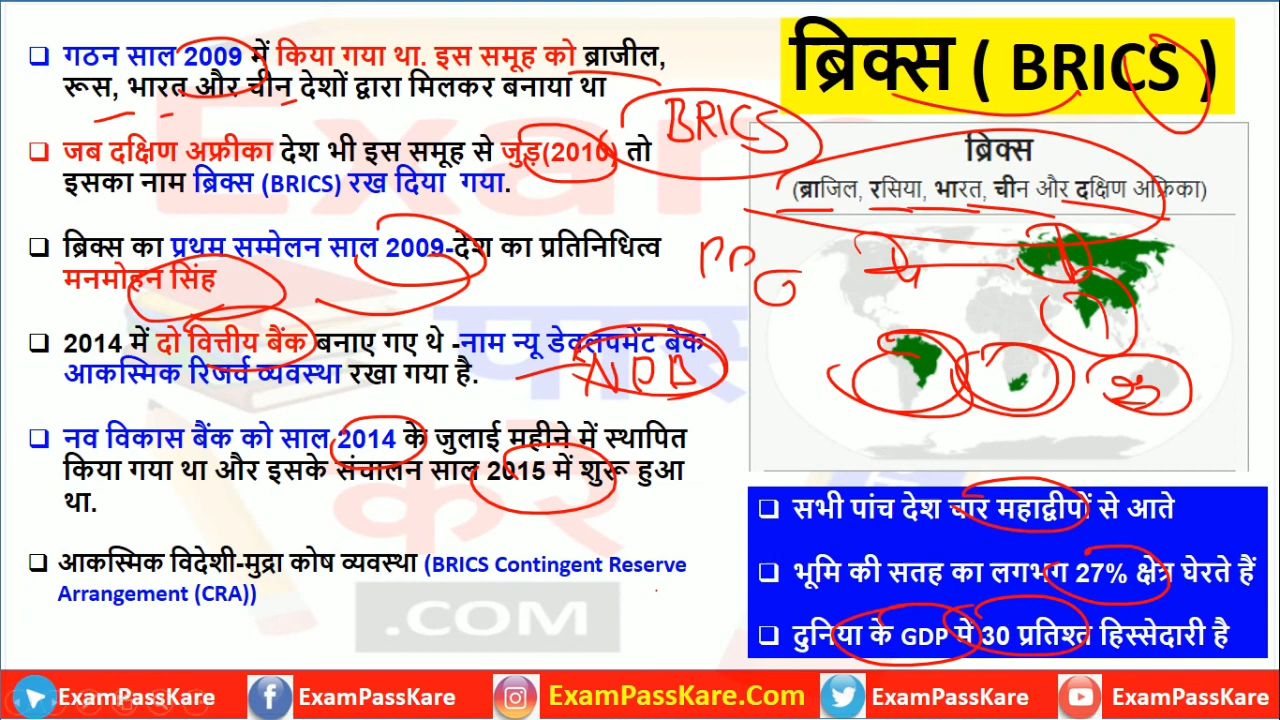 ब्रिक्स ( BRICS )
गठन साल 2009 में किया गया था. इस समूह को ब्राजील,
रूस, भारत और चीन देशों द्वारा मिलकर बनाया था
BRICS
जब दक्षिण अफ्रीका देश भी इस समूह से जुड़ा(2010) तो
इसका नाम ब्रिक्स (BRICS) रख दिया गया.
ब्रिक्स का प्रथम सम्मेलन साल 2009-देश का प्रतिनिधित्व
मनमोहन सिंह
2014 में दो वित्तीय बैंक बनाए गए थे -नाम न्यू डेवलपमेंट बैंक
आकस्मिक रिजर्व व्यवस्था रखा गया है.
NDB
नव विकास बैंक को साल 2014 के जुलाई महीने में स्थापित
किया गया था और इसके संचालन साल 2015 में शुरू हुआ
था.
आकस्मिक विदेशी-मुद्रा कोष व्यवस्था (BRICS Contingent Reserve
Arrangement (CRA))
ब्रिक्स
(ब्राजिल, रसिया, भारत, चीन और दक्षिण अफ्रिका)
सभी पांच देश चार महाद्वीपों से आते
भूमि की सतह का लगभग 27% क्षेत्र घेरते हैं
दुनिया के GDP में 30 प्रतिश्त हिस्सेदारी है
Exam
पास
करे
.COM
ExamPassKare
ExamPassKare
ExamPassKare.Com
ExamPassKare
ExamPassKare